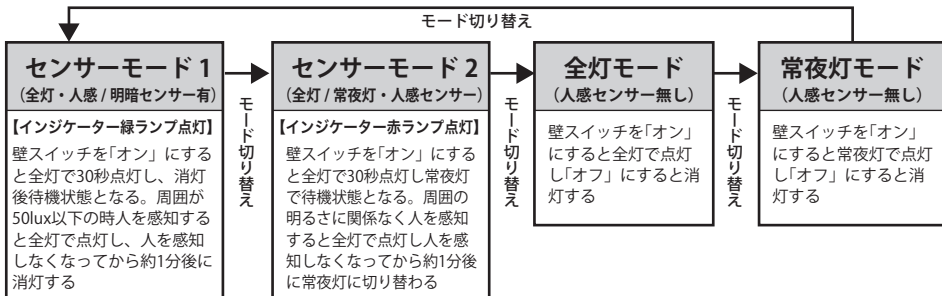 モード切り替え
センサーモード 1
（全灯・人感 / 明暗センサー有）
【インジケーター緑ランプ点灯】
壁スイッチを「オン」にする
と全灯で30秒点灯し、消灯
後待機状態となる。周囲が
50lux以下の時人を感知する
と全灯で点灯し、人を感知
しなくなってから約1分後に
消灯する
モード切り替え
センサーモード 2
（全灯 / 常夜灯・人感センサー）
【インジケーター赤ランプ点灯】
壁スイッチを「オン」にする
と全灯で30秒点灯し常夜灯
で待機状態となる。周囲の
明るさに関係なく人を感知
すると全灯で点灯し人を感
知しなくなってから約1分後
に常夜灯に切り替わる
モード切り替え
全灯モード
（人感センサー無し）
壁スイッチを「オン」
にすると全灯で点灯
し「オフ」にすると消
灯する
モード切り替え
常夜灯モード
（人感センサー無し）
壁スイッチを「オン」
にすると常夜灯で点灯
し「オフ」にすると消
灯する